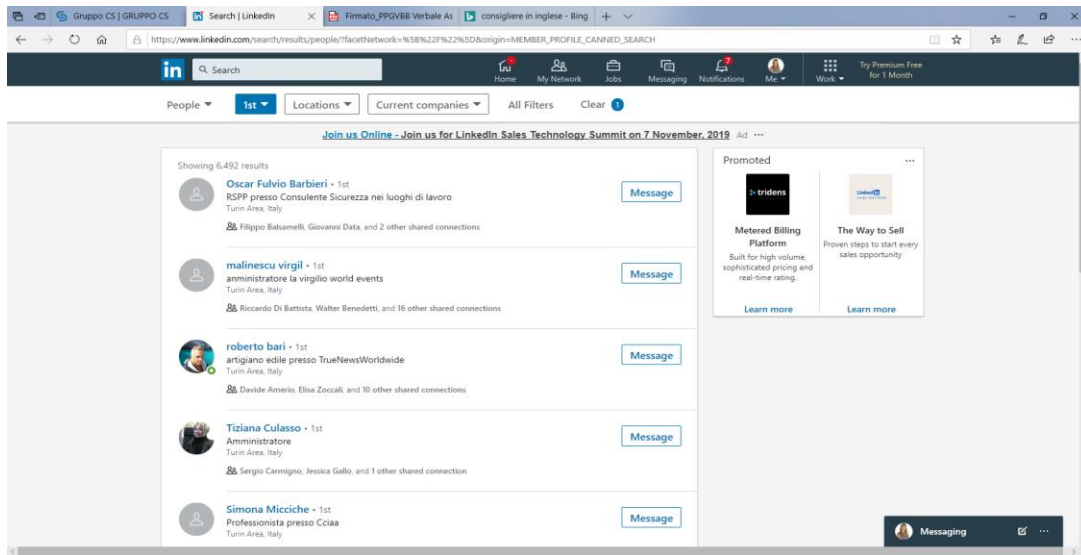 Gruppo CS | GRUPPO CS
Search | LinkedIn
Firmato_PPGVBB Verbale As
consigliere in inglese - Bing
https://www.linkedin.com/search/results/people/?facetNetwork=%5B%22F%22%5D&origin=MEMBER_PROFILE_CANNED_SEARCH
in
Search
Home
My Network
Jobs
Messaging
7
Notifications
Me
Work
Try Premium Free
for 1 Month
People
1st
Locations
Current companies
All Filters
Clear 1
Join us Online - Join us for LinkedIn Sales Technology Summit on 7 November, 2019 Ad ...
Showing 6,492 results
Oscar Fulvio Barbieri • 1st
RSPP presso Consulente Sicurezza nei luoghi di lavoro
Turin Area, Italy
Filippo Balsamelli, Giovanni Data, and 2 other shared connections
Message
malinescu virgil • 1st
anministratore la virgilio world events
Turin Area, Italy
Riccardo Di Battista, Walter Benedetti, and 16 other shared connections
Message
roberto bari • 1st
artigiano edile presso TrueNewsWorldwide
Turin Area, Italy
Davide Amerio, Elisa Zoccali, and 10 other shared connections
Message
Tiziana Culasso • 1st
Amministratore
Turin Area, Italy
Sergio Carmigno, Jessica Gallo, and 1 other shared connection
Message
Simona Micciche • 1st
Professionista presso Cciaa
Turin Area, Italy
Message
Promoted
...
tridens
Metered Billing
Platform
Built for high volume,
sophisticated pricing and
real-time rating.
Learn more
Linked in
The Way to Sell
Proven steps to start every
sales opportunity
Learn more
Messaging
...